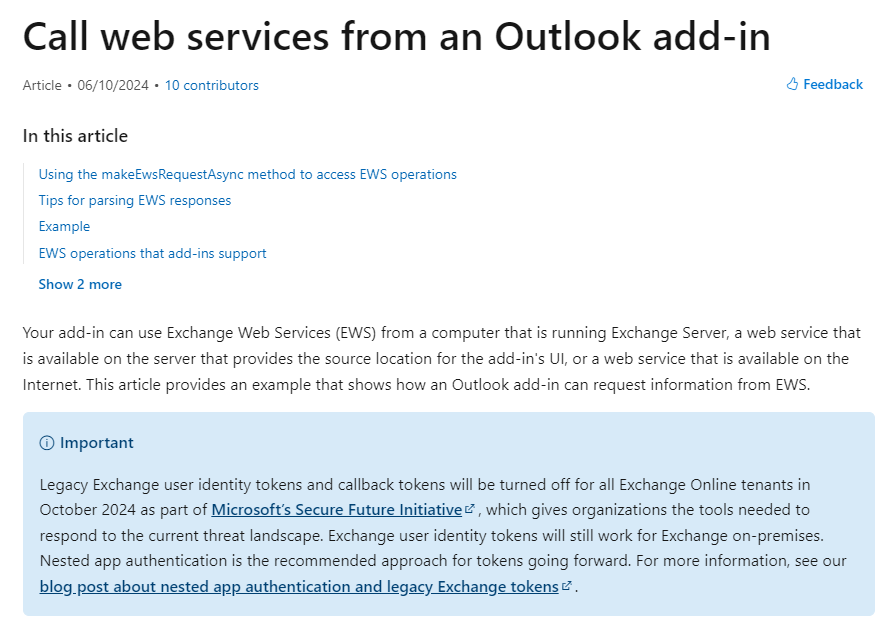 Call web services from an Outlook add-in
Article • 06/10/2024 • 10 contributors
Feedback
In this article
Using the makeEwsRequestAsync method to access EWS operations
Tips for parsing EWS responses
Example
EWS operations that add-ins support
Show 2 more
Your add-in can use Exchange Web Services (EWS) from a computer that is running Exchange Server, a web service that
is available on the server that provides the source location for the add-in's UI, or a web service that is available on the
Internet. This article provides an example that shows how an Outlook add-in can request information from EWS.
Important
Legacy Exchange user identity tokens and callback tokens will be turned off for all Exchange Online tenants in
October 2024 as part of Microsoft’s Secure Future Initiative, which gives organizations the tools needed to
respond to the current threat landscape. Exchange user identity tokens will still work for Exchange on-premises.
Nested app authentication is the recommended approach for tokens going forward. For more information, see our
blog post about nested app authentication and legacy Exchange tokens.